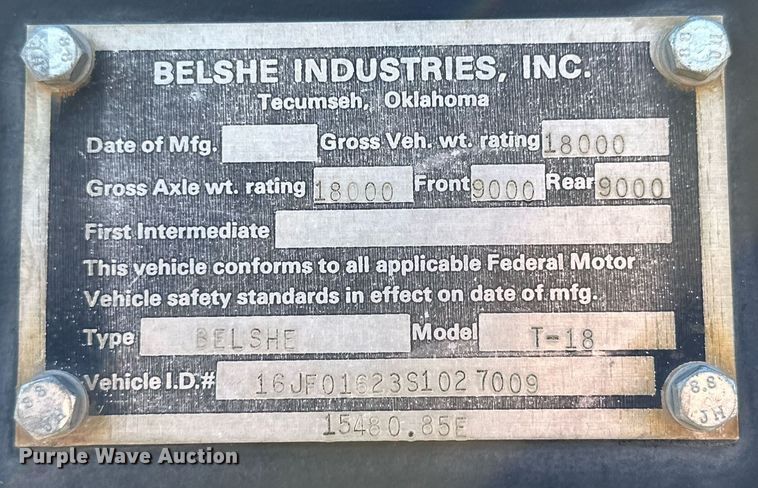 BELSHE INDUSTRIES, INC.
Tecumseh, Oklahoma
Date of Mfg. Gross Veh. wt. rating 18000
Gross Axle wt. rating 18000 Front 9000 Rear 9000
First Intermediate
This vehicle conforms to all applicable Federal Motor
Vehicle safety standards in effect on date of mfg.
Type BELSHE Model T-18
Vehicle I.D.# 16JF01623S1027009
15480.85E
S.S
JH
Purple Wave Auction